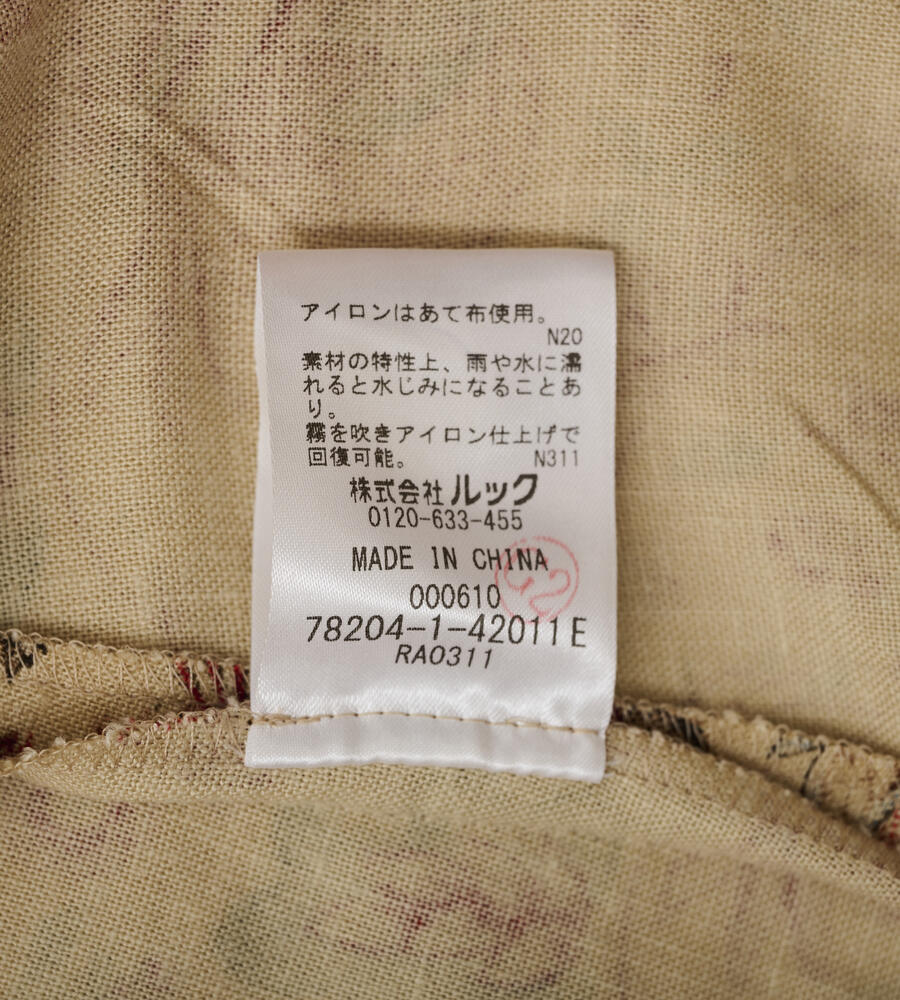 アイロンはあて布使用。
N20
素材の特性上、雨や水に濡
れると水じみになることあ
り。
霧を吹きアイロン仕上げで
回復可能。 N311
株式会社ルック
0120-633-455
MADE IN CHINA
000610
78204-1-42011E
RA0311